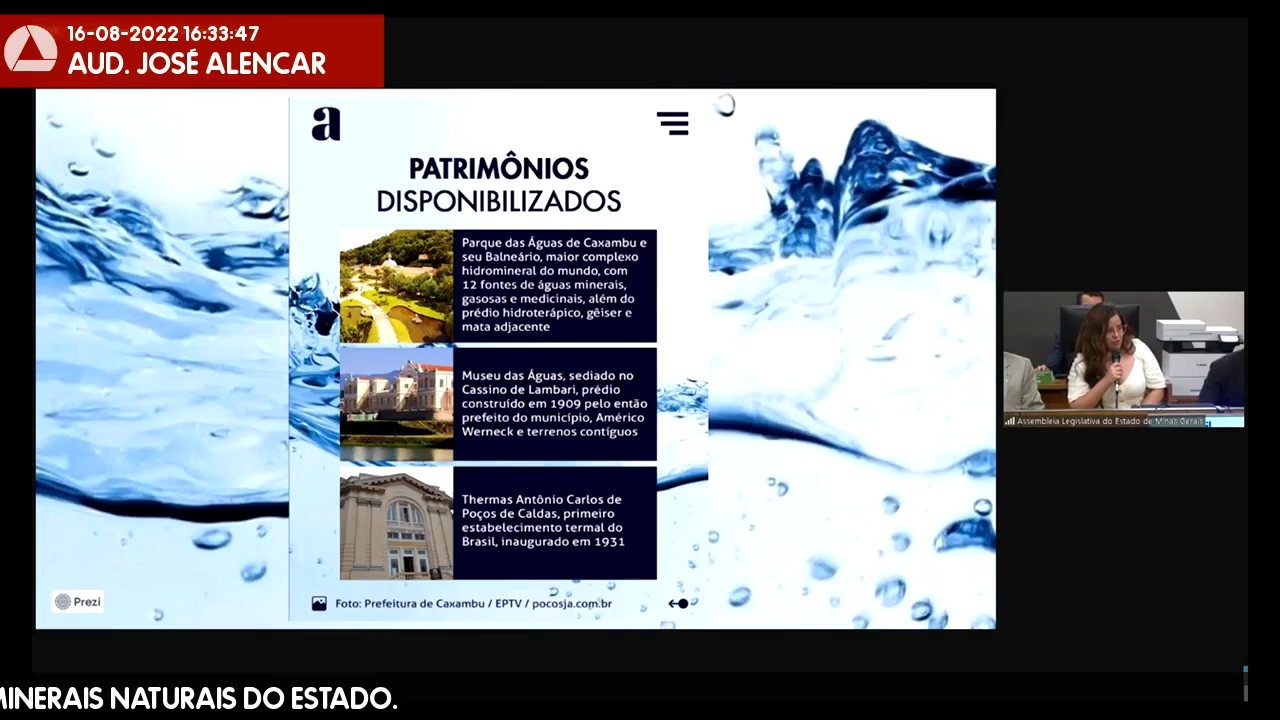 16-08-2022 16:33:47
AUD. JOSÉ ALENCAR
a
PATRIMÔNIOS
DISPONIBILIZADOS
Parque das Águas de Caxambu e
seu Balneário, maior complexo
hidromineral do mundo, com
12 fontes de águas minerais,
gasosas e medicinais, além do
prédio hidroterápico, gêiser e
mata adjacente
Museu das Águas, sediado no
Cassino de Lambari, prédio
construído em 1909 pelo então
prefeito do município, Américo
Werneck e terrenos contíguos
Thermas Antônio Carlos de
Poços de Caldas, primeiro
estabelecimento termal do
Brasil, inaugurado em 1931
Foto: Prefeitura de Caxambu / EPTV / pocosja.com.br
Prezi
Assembleia Legislativa do Estado de Minas Gerais
MINERAIS NATURAIS DO ESTADO.